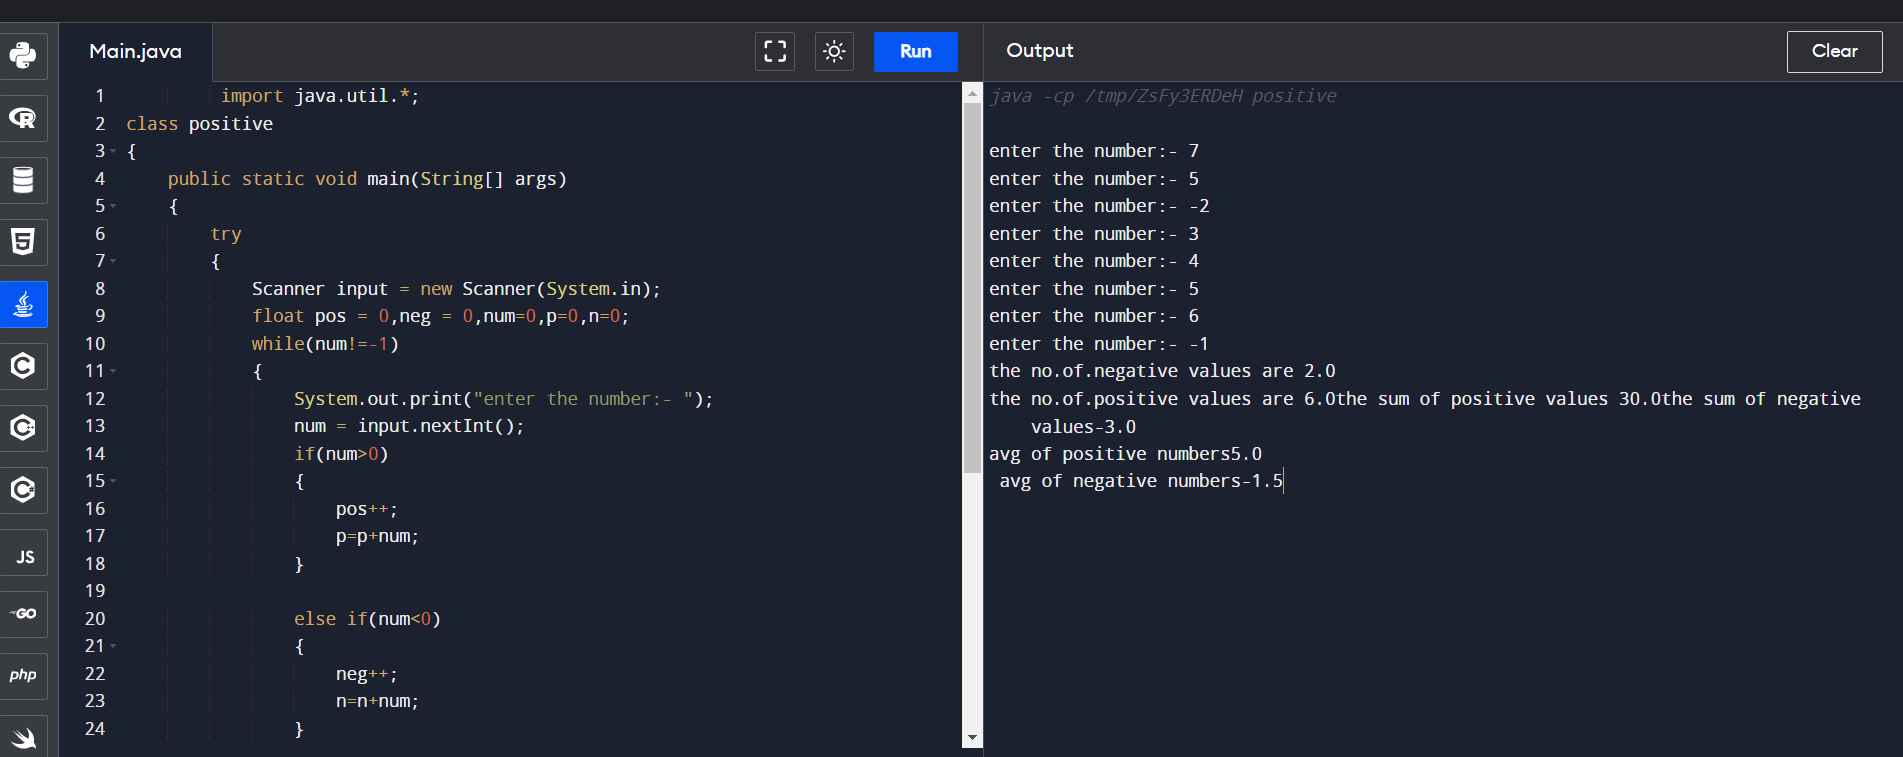 Main.java
Run
Output
Clear
1 import java.util.*;
2 class positive
3 {
4 public static void main(String[] args)
5 {
6 try
7 {
8 Scanner input = new Scanner(System.in);
9 float pos = 0,neg = 0,num=0,p=0,n=0;
10 while(num!=-1)
11 {
12 System.out.print("enter the number:- ");
13 num = input.nextInt();
14 if(num>0)
15 {
16 pos++;
17 p=p+num;
18 }
19
20 else if(num<0)
21 {
22 neg++;
23 n=n+num;
24 }
java -cp /tmp/ZsFy3ERDeH positive
enter the number:- 7
enter the number:- 5
enter the number:- -2
enter the number:- 3
enter the number:- 4
enter the number:- 5
enter the number:- 6
enter the number:- -1
the no.of.negative values are 2.0
the no.of.positive values are 6.0the sum of positive values 30.0the sum of negative
values-3.0
avg of positive numbers5.0
avg of negative numbers-1.5
R
5
C
C++
C#
JS
GO
php